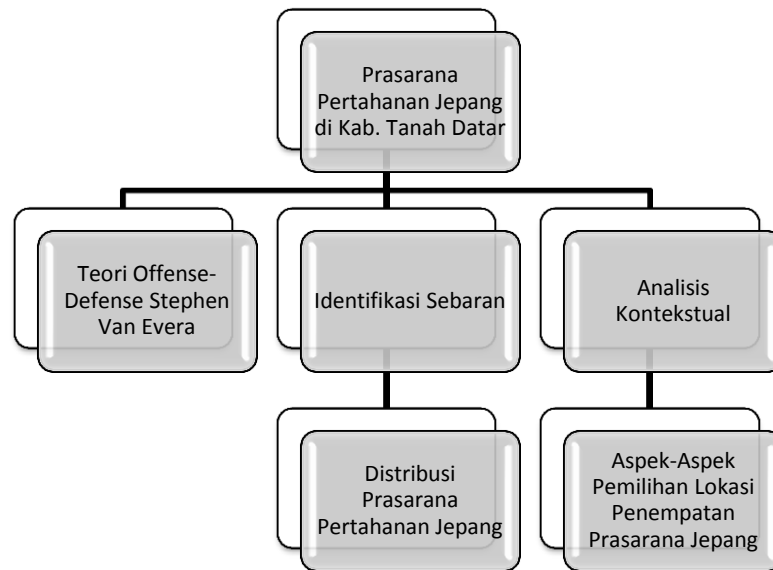 Prasarana
Pertahanan Jepang
di Kab. Tanah Datar
Teori Offense-
Defense Stephen
Van Evera
Identifikasi Sebaran
Analisis
Kontekstual
Distribusi
Prasarana
Pertahanan Jepang
Aspek-Aspek
Pemilihan Lokasi
Penempatan
Prasarana Jepang